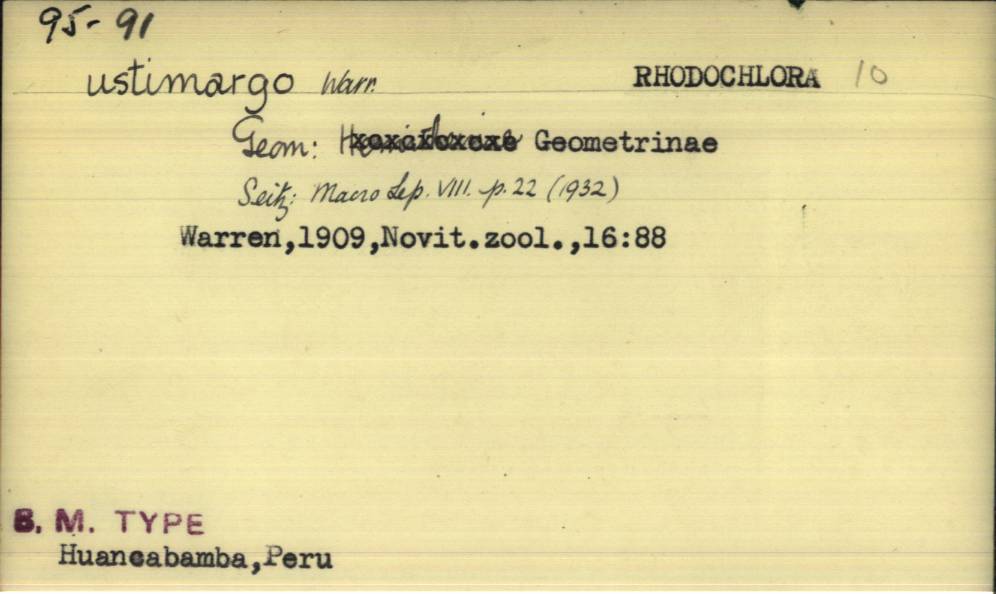 95-91
ustimargo Warr. RHODOCHLORA 10
Geom: Geometrinae
Seitz: Macro Lep. VIII. p. 22 (1932)
Warren,1909,Novit.zool.,16:88
B. M. TYPE
Huancabamba,Peru